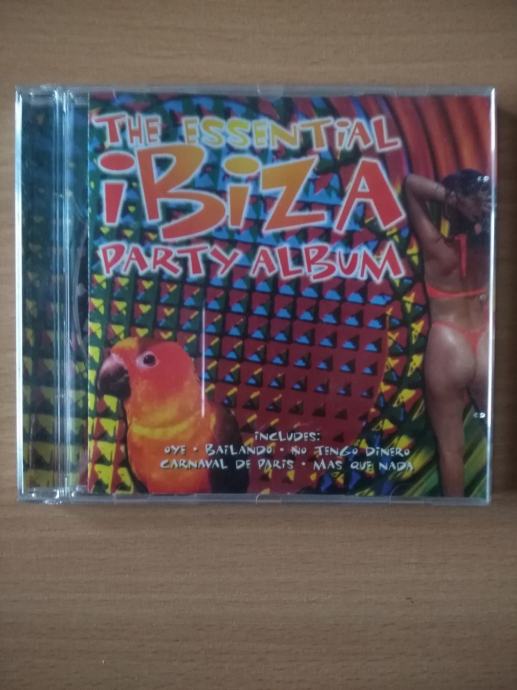 THE ESSENTiAL
iBiZA
PARTY ALBUM
iNCLUDES:
OYE • BAiLANDO • NO TENGO DiNERO
CARNAVAL DE PARiS • MAS QUE NADA